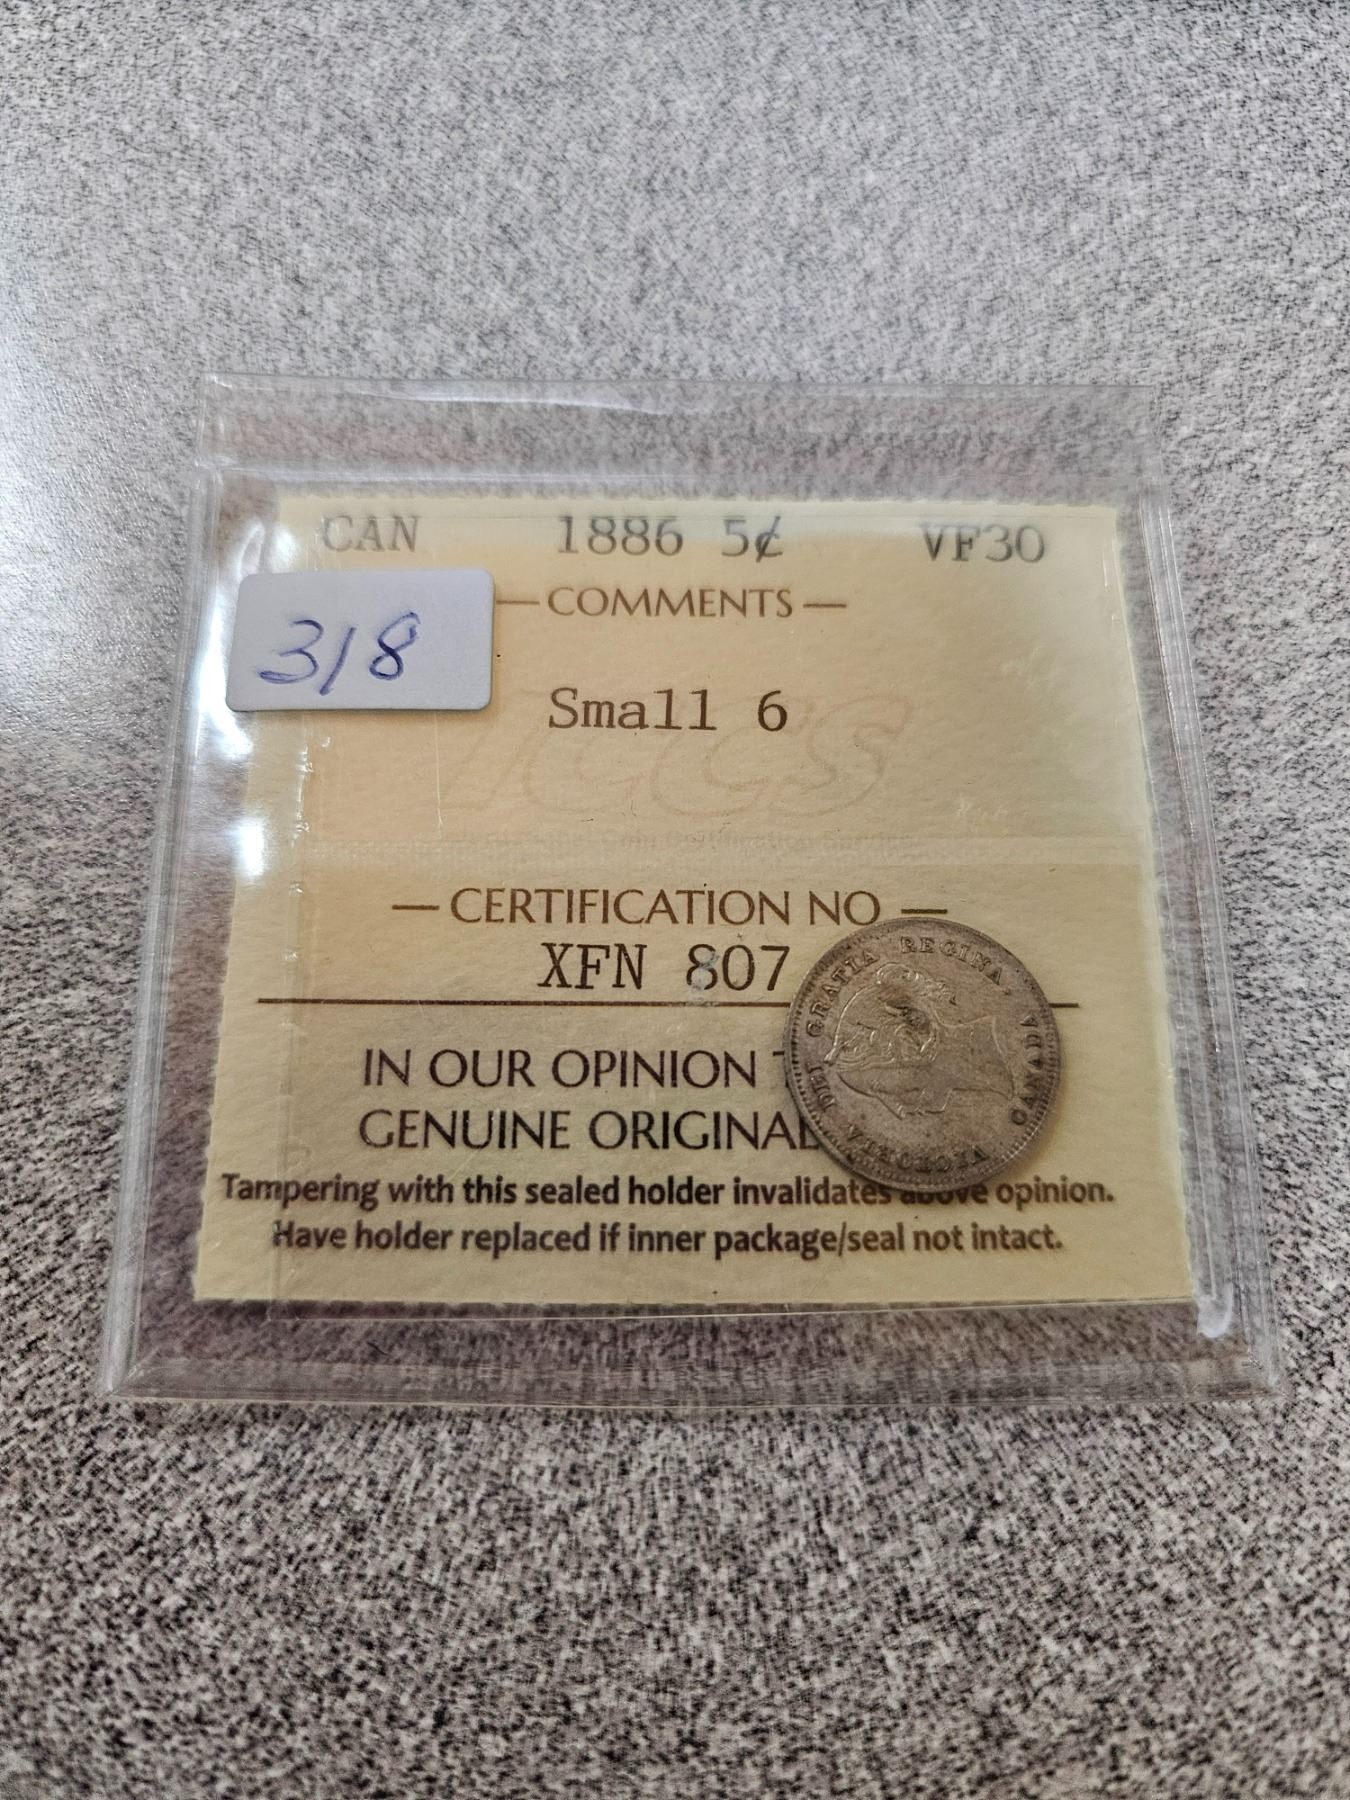 CAN 1886 5¢ VF30
— COMMENTS —
318
Small 6
ICCS
— CERTIFICATION NO —
XFN 807
IN OUR OPINION
GENUINE ORIGINAL
Tampering with this sealed holder invalidates above opinion.
Have holder replaced if inner package/seal not intact.
VICTORIA DEI GRATIA REGINA. CANADA